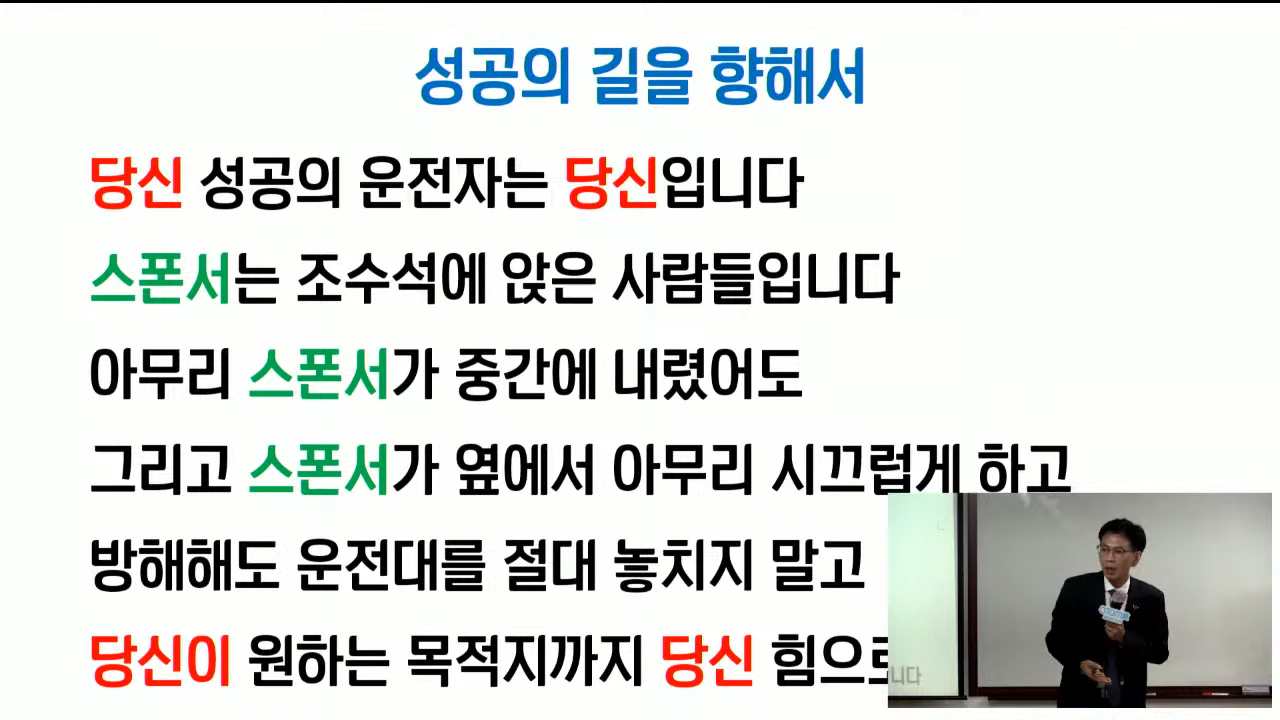 성공의 길을 향해서
당신 성공의 운전자는 당신입니다
스폰서는 조수석에 앉은 사람들입니다
아무리 스폰서가 중간에 내렸어도
그리고 스폰서가 옆에서 아무리 시끄럽게 하고
방해해도 운전대를 절대 놓치지 말고
당신이 원하는 목적지까지 당신 힘으로
니다